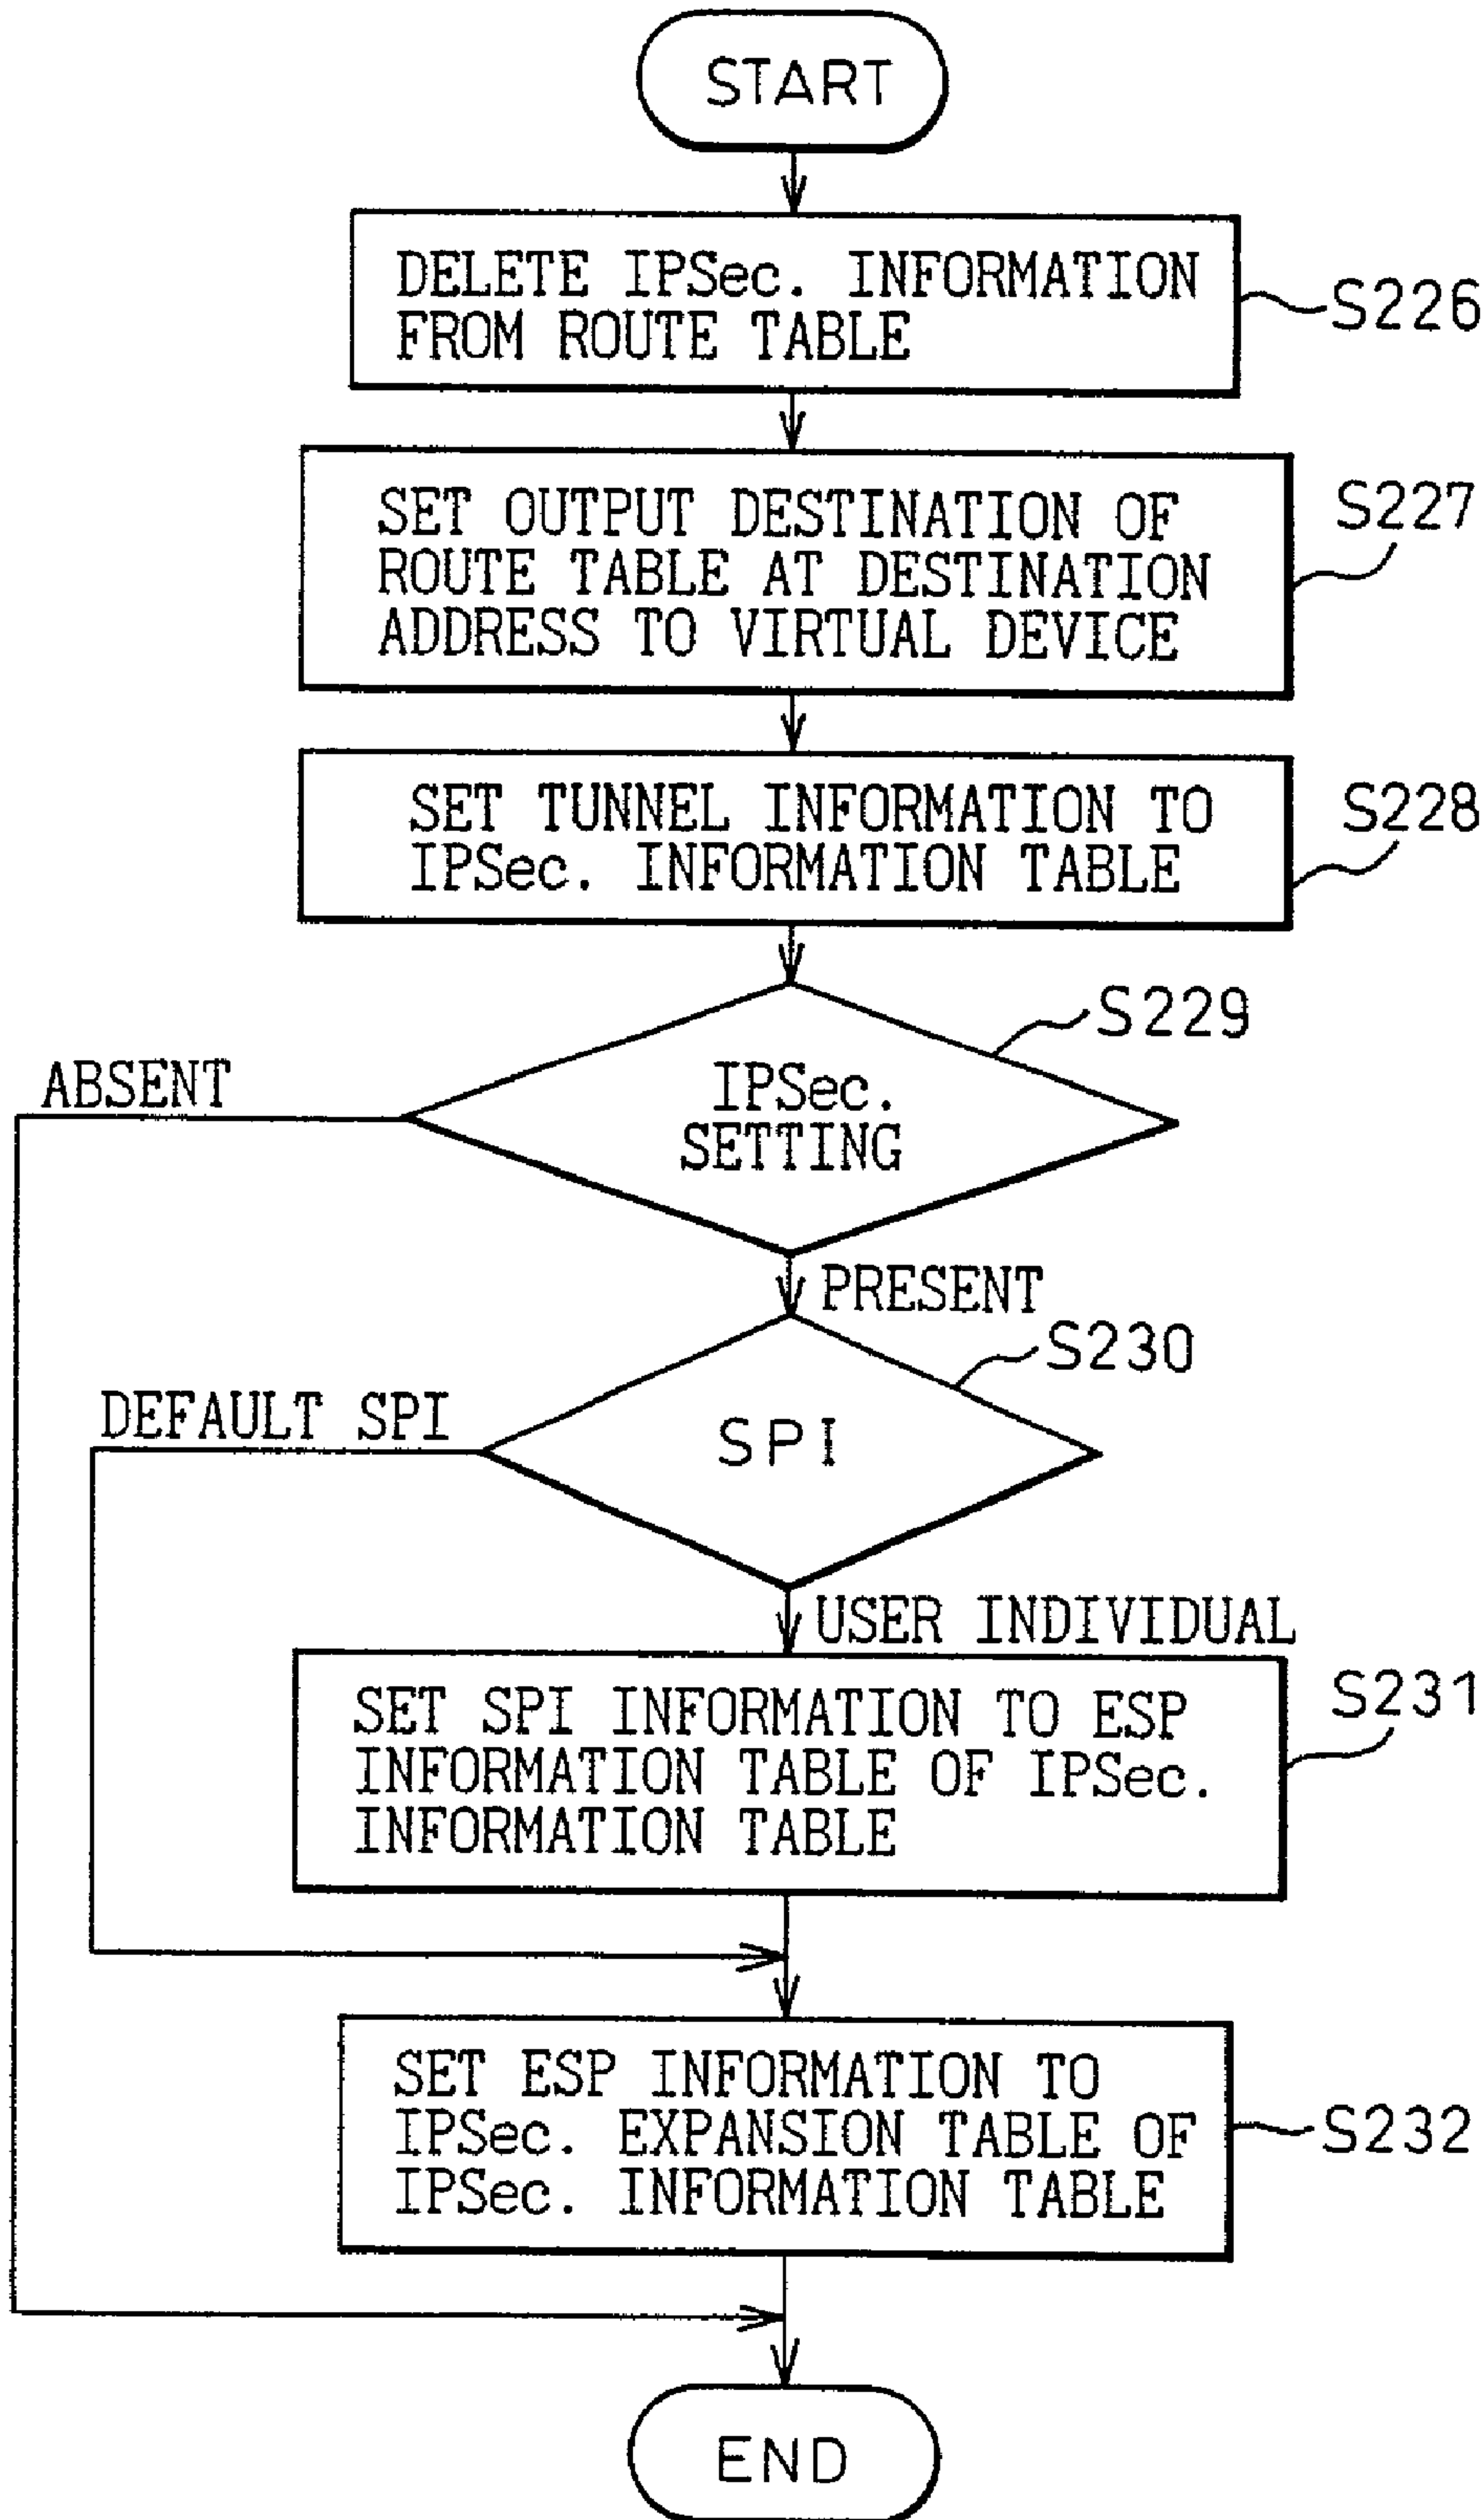 START
DELETE IPSec. INFORMATION
FROM ROUTE TABLE
S226
SET OUTPUT DESTINATION OF
ROUTE TABLE AT DESTINATION
ADDRESS TO VIRTUAL DEVICE
S227
SET TUNNEL INFORMATION TO
IPSec. INFORMATION TABLE
S228
S229
ABSENT
IPSec.
SETTING
PRESENT
S230
DEFAULT SPI
SPI
USER INDIVIDUAL
SET SPI INFORMATION TO ESP
INFORMATION TABLE OF IPSec.
INFORMATION TABLE
S231
SET ESP INFORMATION TO
IPSec. EXPANSION TABLE OF
IPSec. INFORMATION TABLE
S232
END